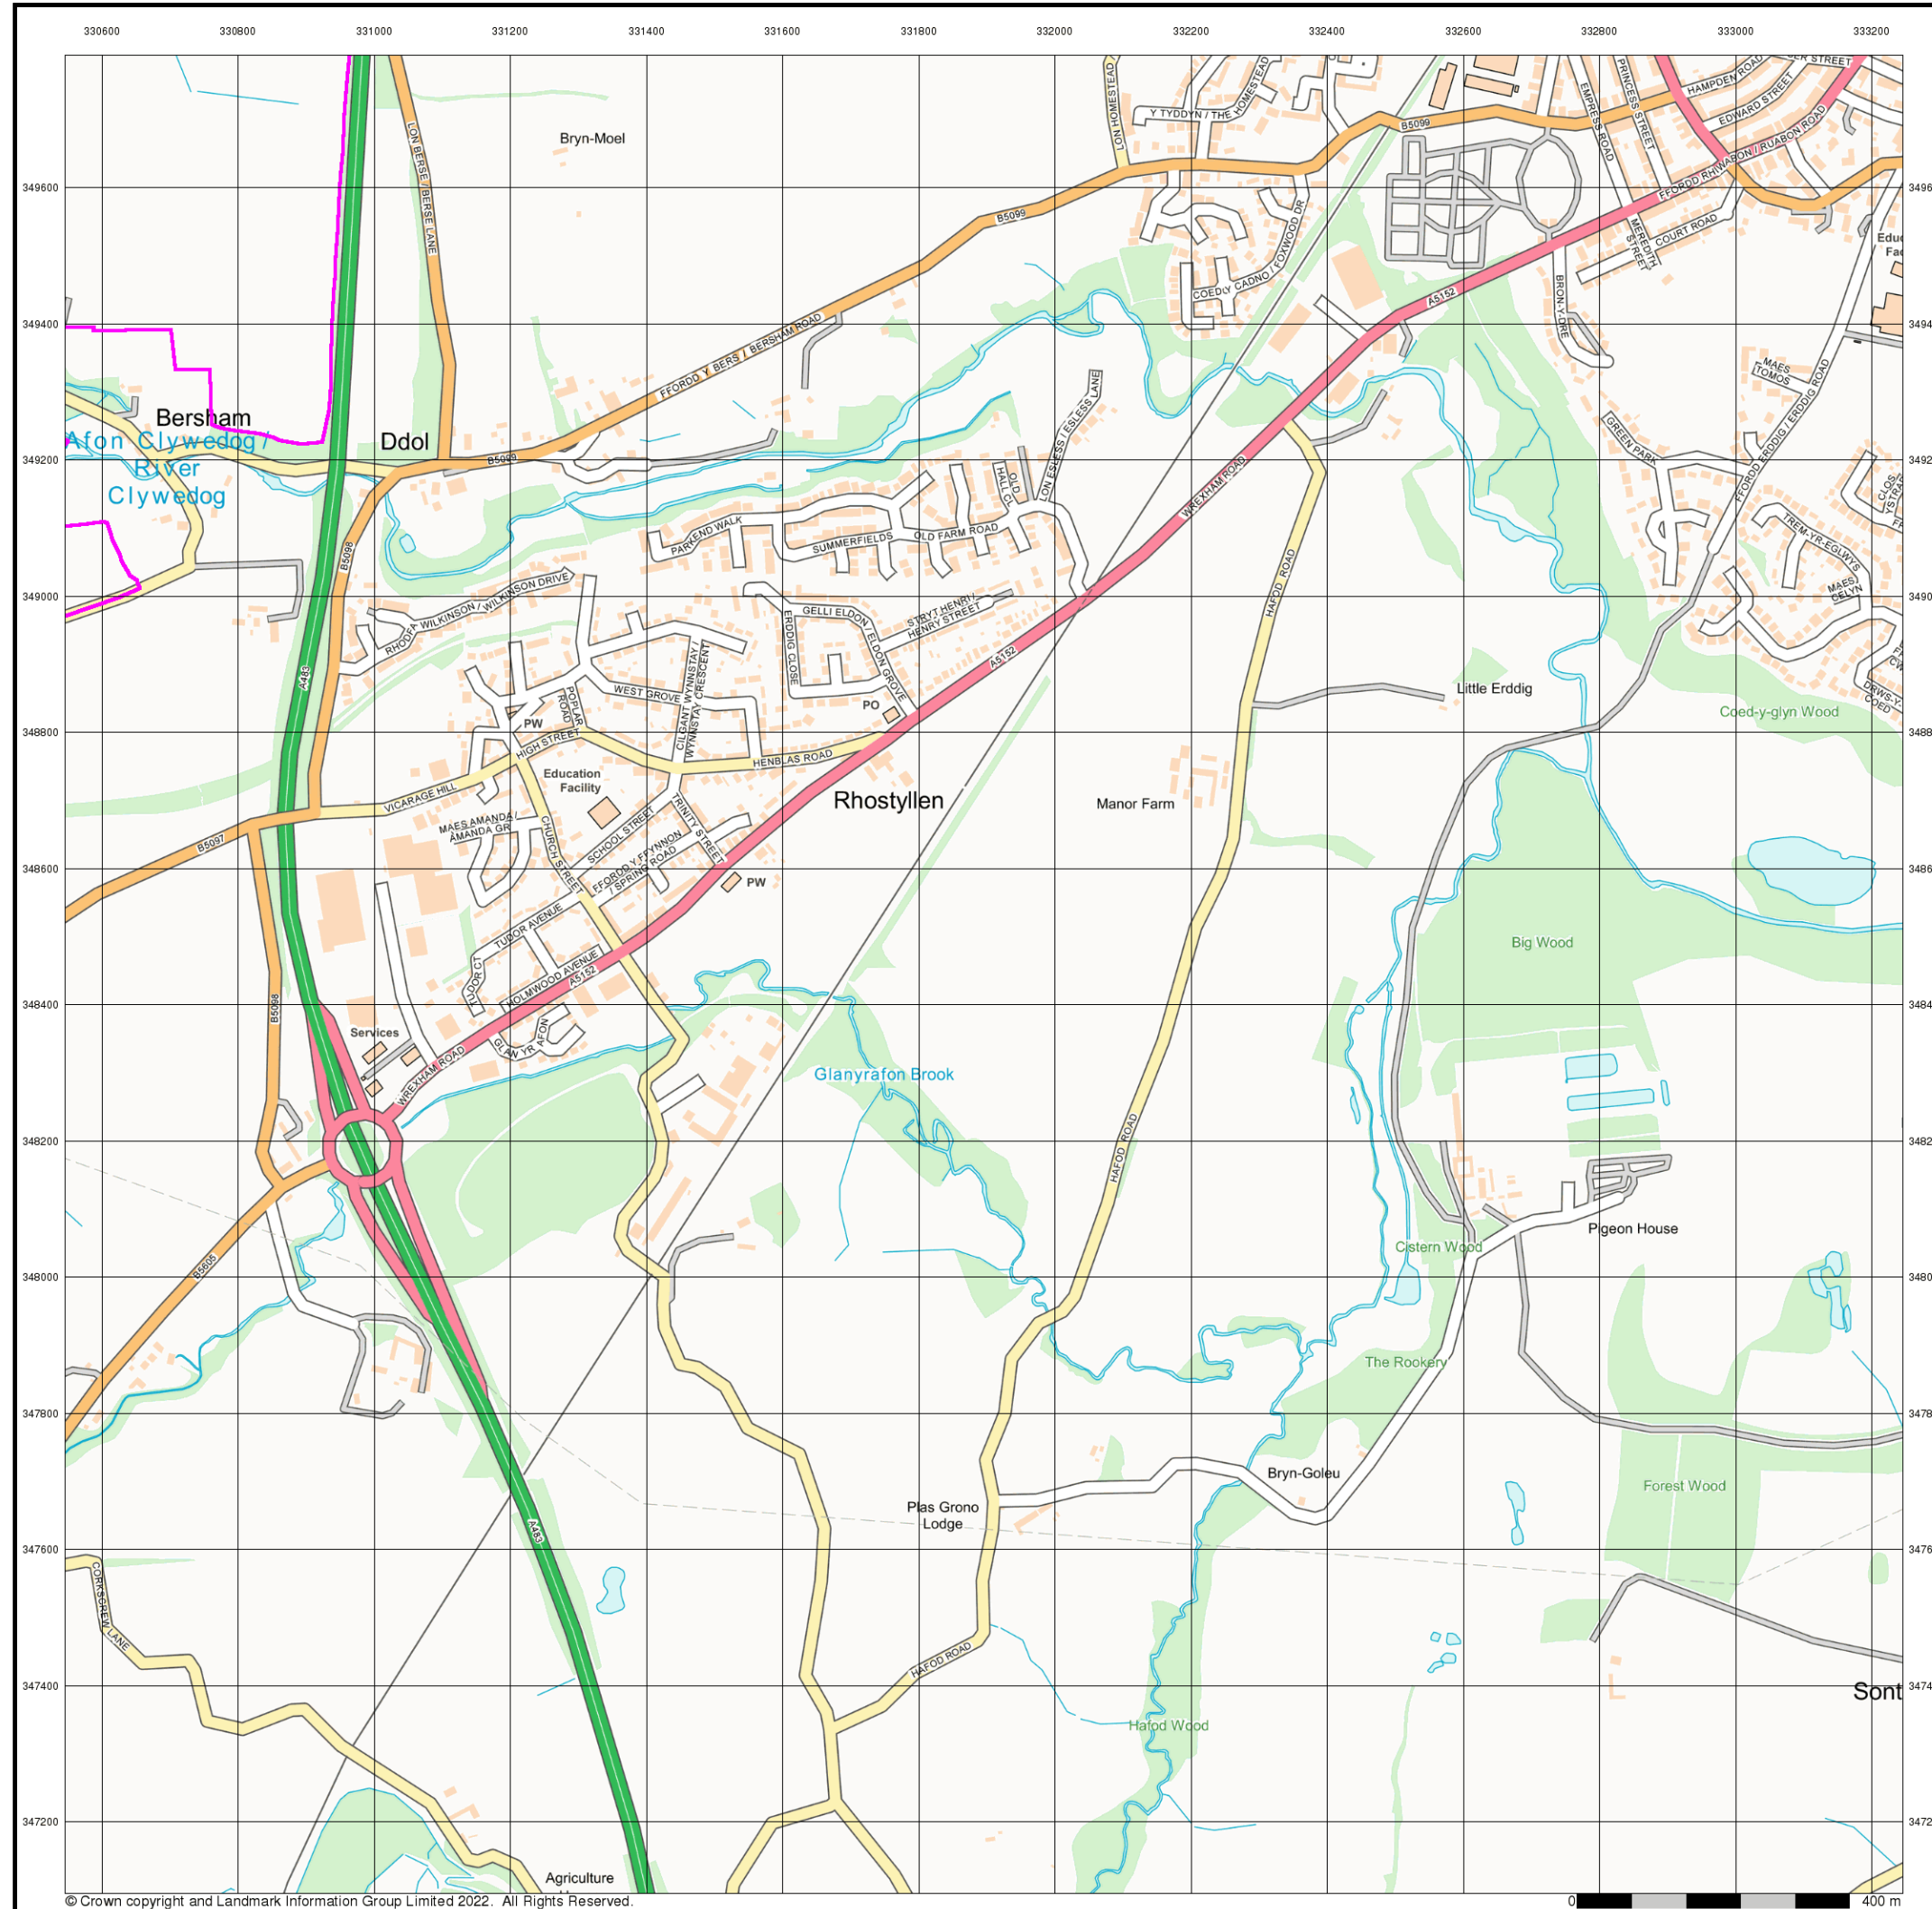 330600 330800 331000 331200 331400 331600 331800 332000 332200 332400 332600 332800 333000 333200
LON HOMESTEAD
Y TYDDYN / THE HOMESTEAD
EMPRESS ROAD
PRINCESS STREET
HAMPDEN ROAD
STREET
EDWARD STREET
FFORDD RHIWABON / RUABON ROAD
B5099
Bryn-Moel
LON BERSE / BERSE LANE
349600
B5099
COED Y CADNO / FOXWOOD DR
MEREDITH
STREET
COURT ROAD
BRON-Y-DRE
A5152
349400
FFORDD Y BERS / BERSHAM ROAD
MAES
TOMOS
GREEN PARK
FFORDD ERDDIG / ERDDIG ROAD
Bersham
Ddol
Afon Clywedog /
River
Clywedog
349200
B5099
LON ESLESS / ESLESS LANE
OLD
HALL CL
WREXHAM ROAD
PARKEND WALK
SUMMERFIELDS
OLD FARM ROAD
TREM-YR-EGLWYS
MAES
CELYN
B5098
HAFOD ROAD
349000
RHODFA WILKINSON / WILKINSON DRIVE
GELLI ELDON / ELDON GROVE
STRYT HENRI /
HENRY STREET
ERDDIG CLOSE
A483
A5152
CILGANT WYNNSTAY /
WYNNSTAY CRESCENT
WEST GROVE
POPLAR
ROAD
PO
PW
Little Erddig
Coed-y-glyn Wood
DRWS-Y-
COED
348800
HIGH STREET
HENBLAS ROAD
Education
Facility
VICARAGE HILL
Rhostyllen
Manor Farm
MAES AMANDA /
AMANDA GR
CHURCH STREET
SCHOOL STREET
TRINITY STREET
FFORDD Y FFYNNON
/ SPRING ROAD
B5097
348600
PW
TUDOR AVENUE
TUDOR CT
HOLMWOOD AVENUE
A5152
Big Wood
348400
B5098
Services
GLAN YR AFON
WREXHAM ROAD
Glanyrafon Brook
HAFOD ROAD
348200
Pigeon House
Cistern Wood
B5605
348000
The Rookery
347800
Bryn-Goleu
Forest Wood
Plas Grono
Lodge
A483
347600
CORKSCREW LANE
HAFOD ROAD
347400
Sont
Hafod Wood
347200
Agriculture
© Crown copyright and Landmark Information Group Limited 2022. All Rights Reserved.
0 400 m